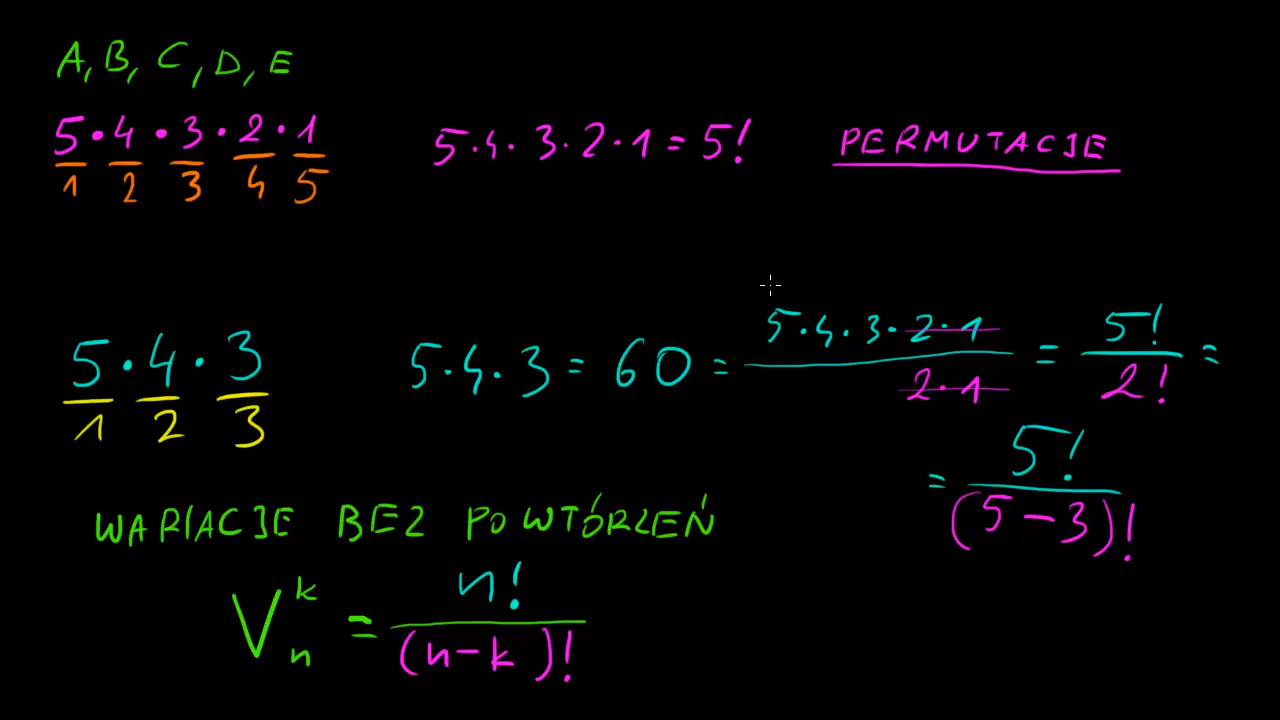 A, B, C, D, E
5 · 4 · 3 · 2 · 1
1 2 3 4 5
5 · 4 · 3 · 2 · 1 = 5!
PERMUTACJE
5 · 4 · 3
1 2 3
5 · 4 · 3 = 60 = 5 · 4 · 3 · 2 · 1 / 2 · 1 = 5! / 2! =
= 5! / (5 - 3)!
WARIACJE BEZ POWTÓRZEŃ
V_n^k = n! / (n - k)!